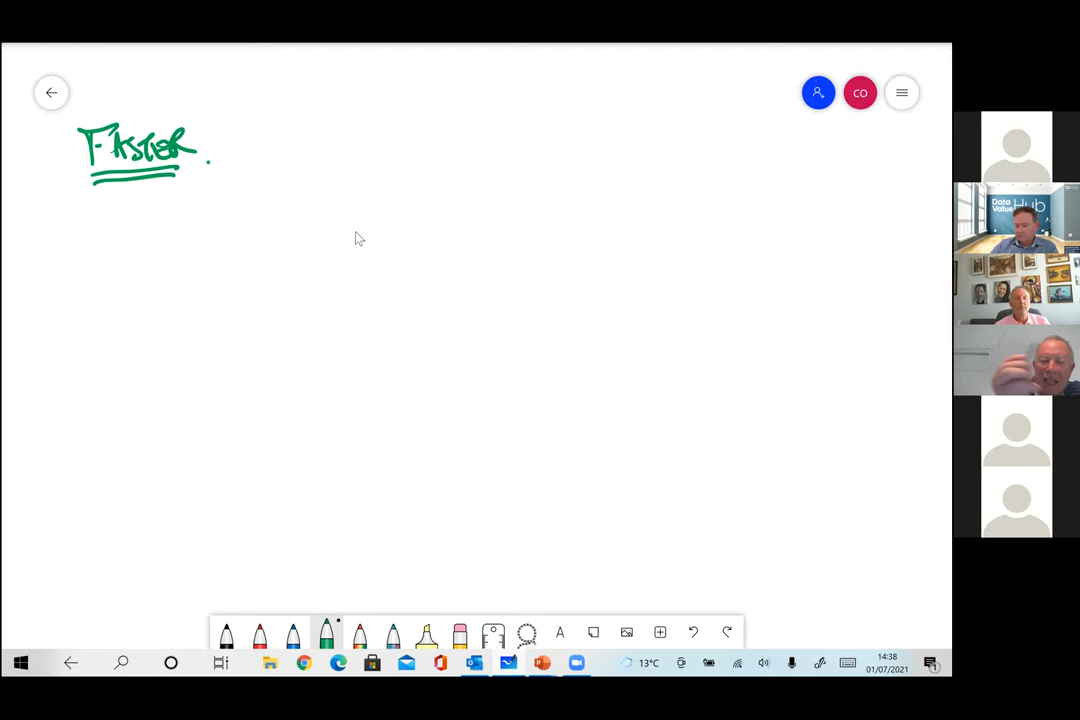 FASTER.
CO
Data
Value Hub
A
13°C
14:38
01/07/2021